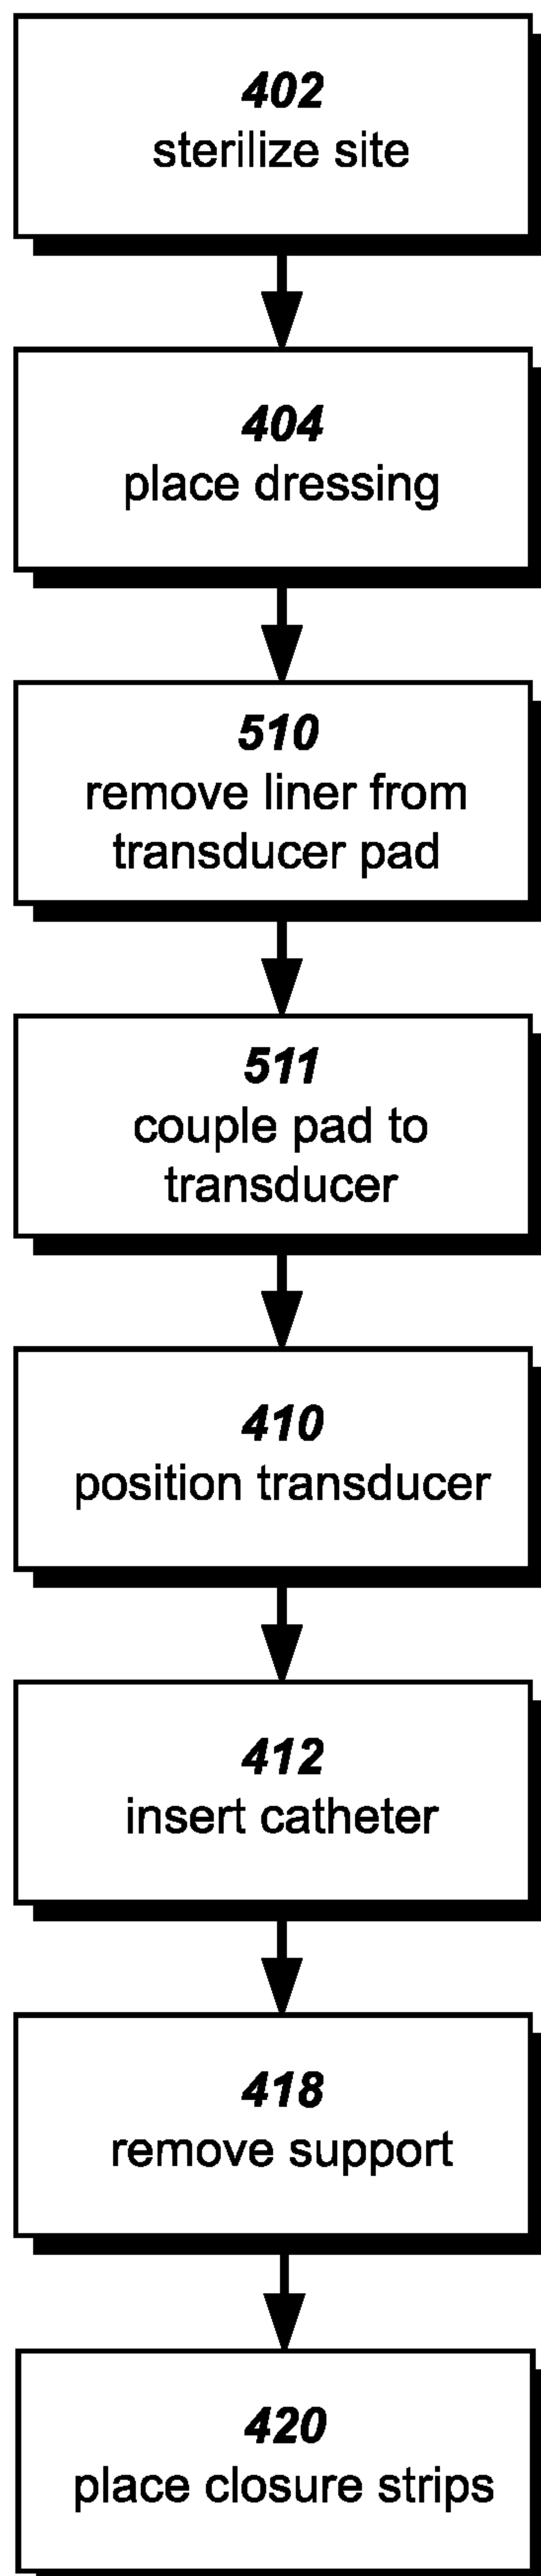 402
sterilize site
404
place dressing
510
remove liner from
transducer pad
511
couple pad to
transducer
410
position transducer
412
insert catheter
418
remove support
420
place closure strips